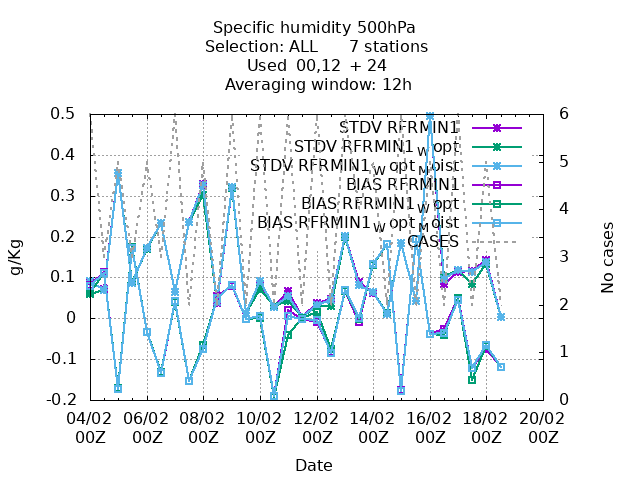 Specific humidity 500hPa
Selection: ALL 7 stations
Used 00,12 + 24
Averaging window: 12h
0.5
0.4
0.3
0.2
0.1
0
-0.1
-0.2
g/Kg
6
5
4
3
2
1
0
No cases
STDV RFRMIN1
STDV RFRMIN1W opt
STDV RFRMIN1W optMoist
BIAS RFRMIN1
BIAS RFRMIN1W opt
BIAS RFRMIN1W optMoist
CASES
04/02 06/02 08/02 10/02 12/02 14/02 16/02 18/02 20/02
00Z 00Z 00Z 00Z 00Z 00Z 00Z 00Z 00Z
Date